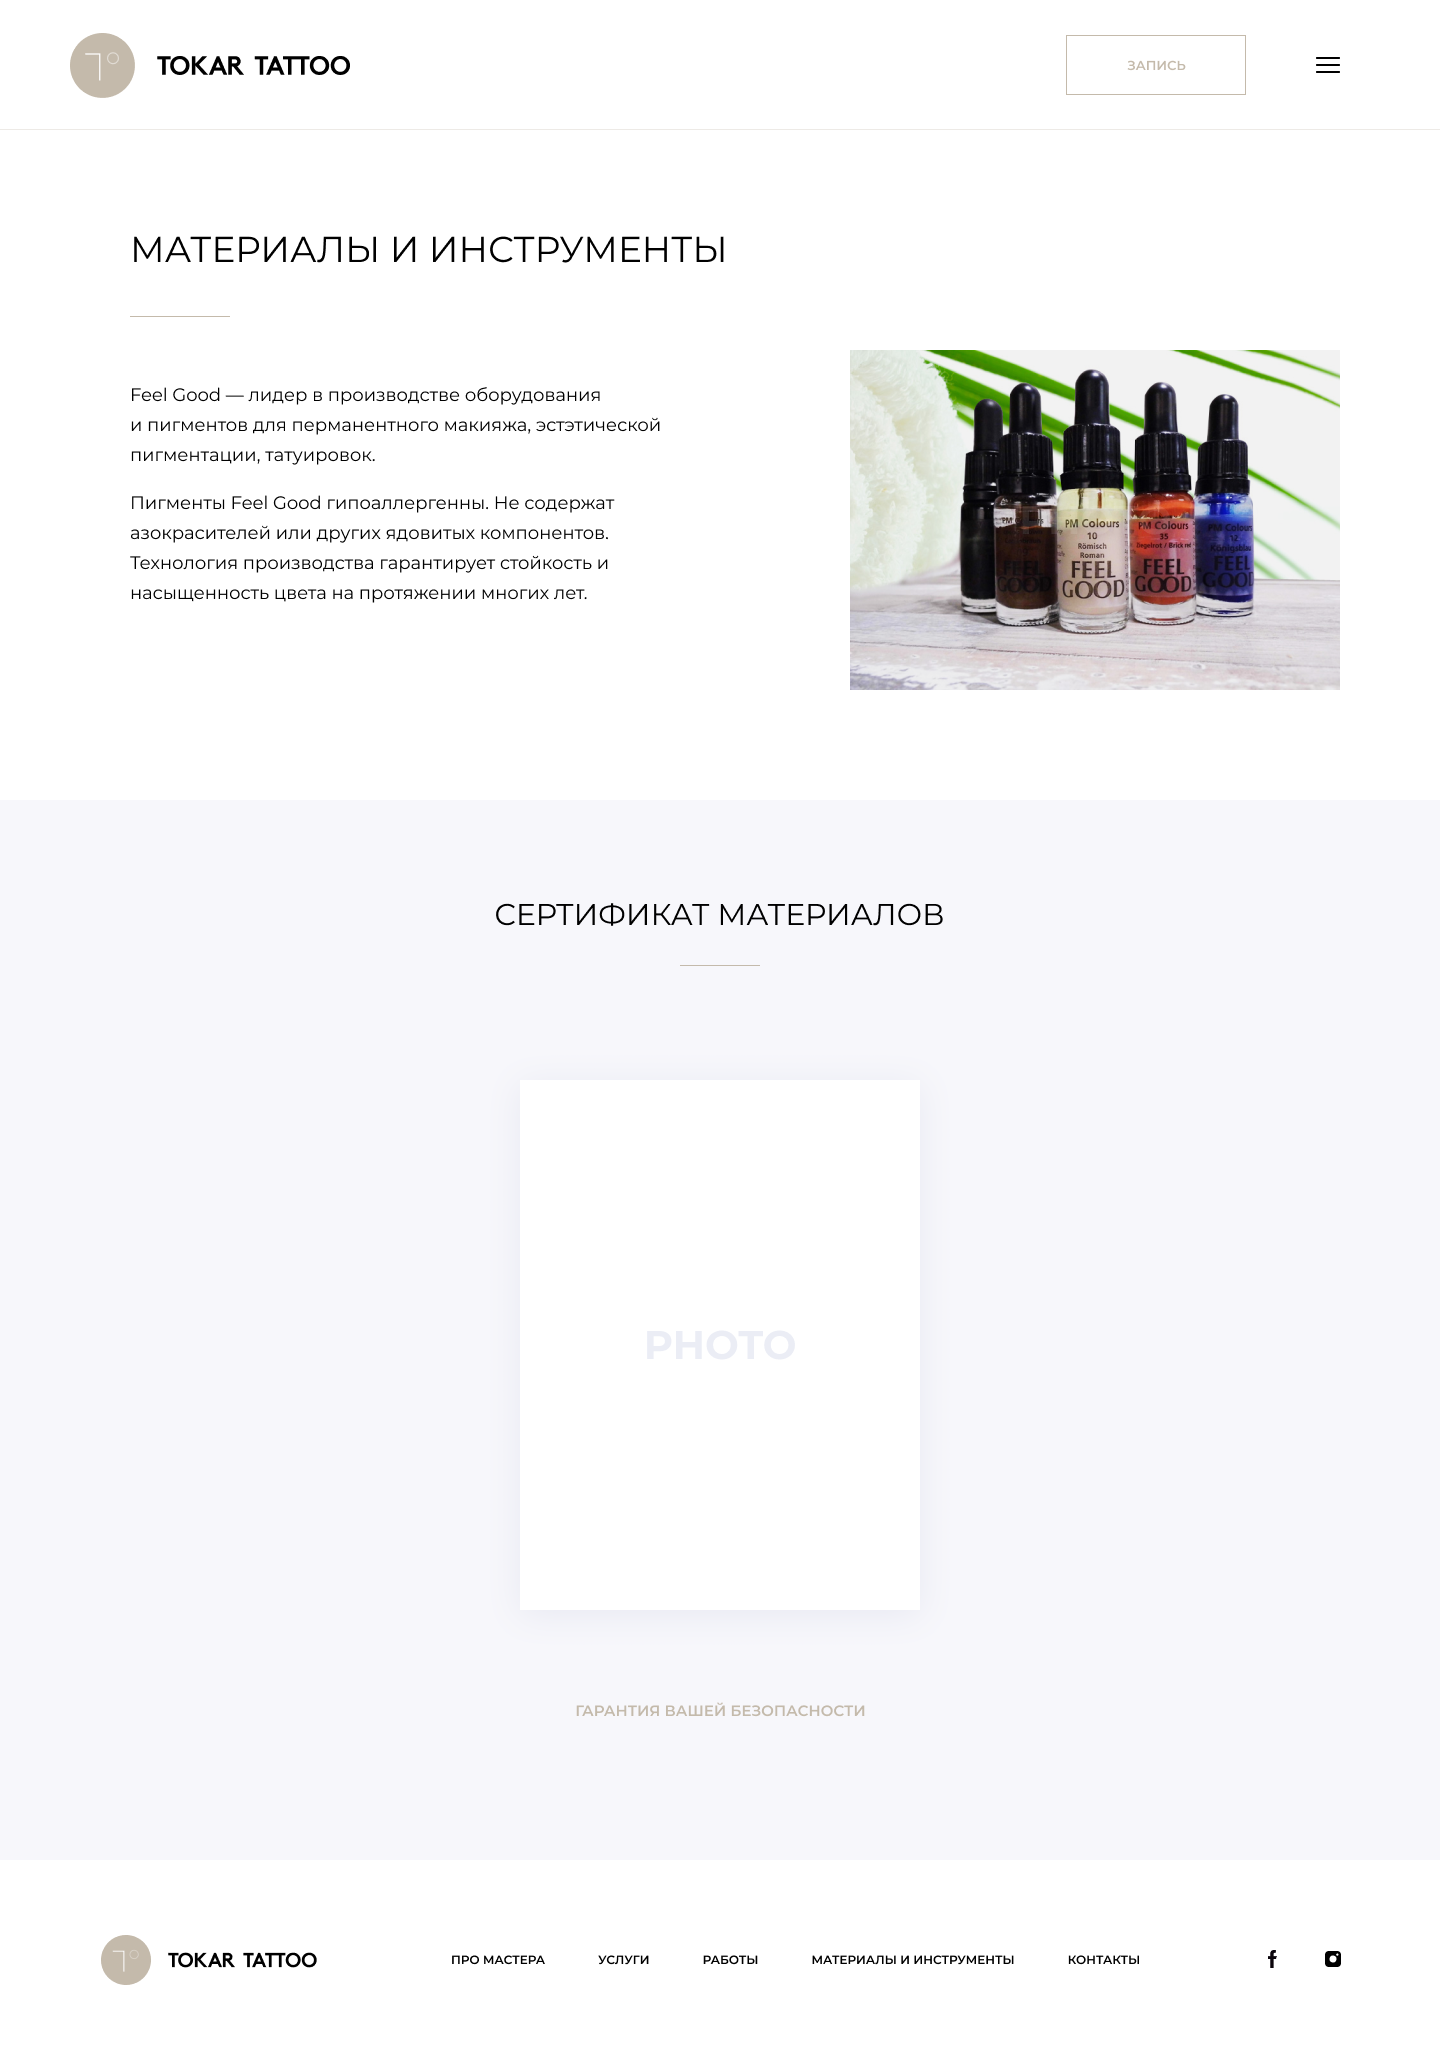 TOKAR TATTOO
ЗАПИСЬ
МАТЕРИАЛЫ И ИНСТРУМЕНТЫ
Feel Good — лидер в производстве оборудования
и пигментов для перманентного макияжа, эстэтической
пигментации, татуировок.
Пигменты Feel Good гипоаллергенны. Не содержат
азокрасителей или других ядовитых компонентов.
Технология производства гарантирует стойкость и
насыщенность цвета на протяжении многих лет.
PM Colours
FEEL
GOOD
PM Colours
10
Römisch
Roman
FEEL
GOOD
PM Colours
35
Ziegelrot / Brick red
FEEL
GOOD
PM Colours
12
Königsblau
FEEL
GOOD
СЕРТИФИКАТ МАТЕРИАЛОВ
PHOTO
ГАРАНТИЯ ВАШЕЙ БЕЗОПАСНОСТИ
TOKAR TATTOO
ПРО МАСТЕРА
УСЛУГИ
РАБОТЫ
МАТЕРИАЛЫ И ИНСТРУМЕНТЫ
КОНТАКТЫ